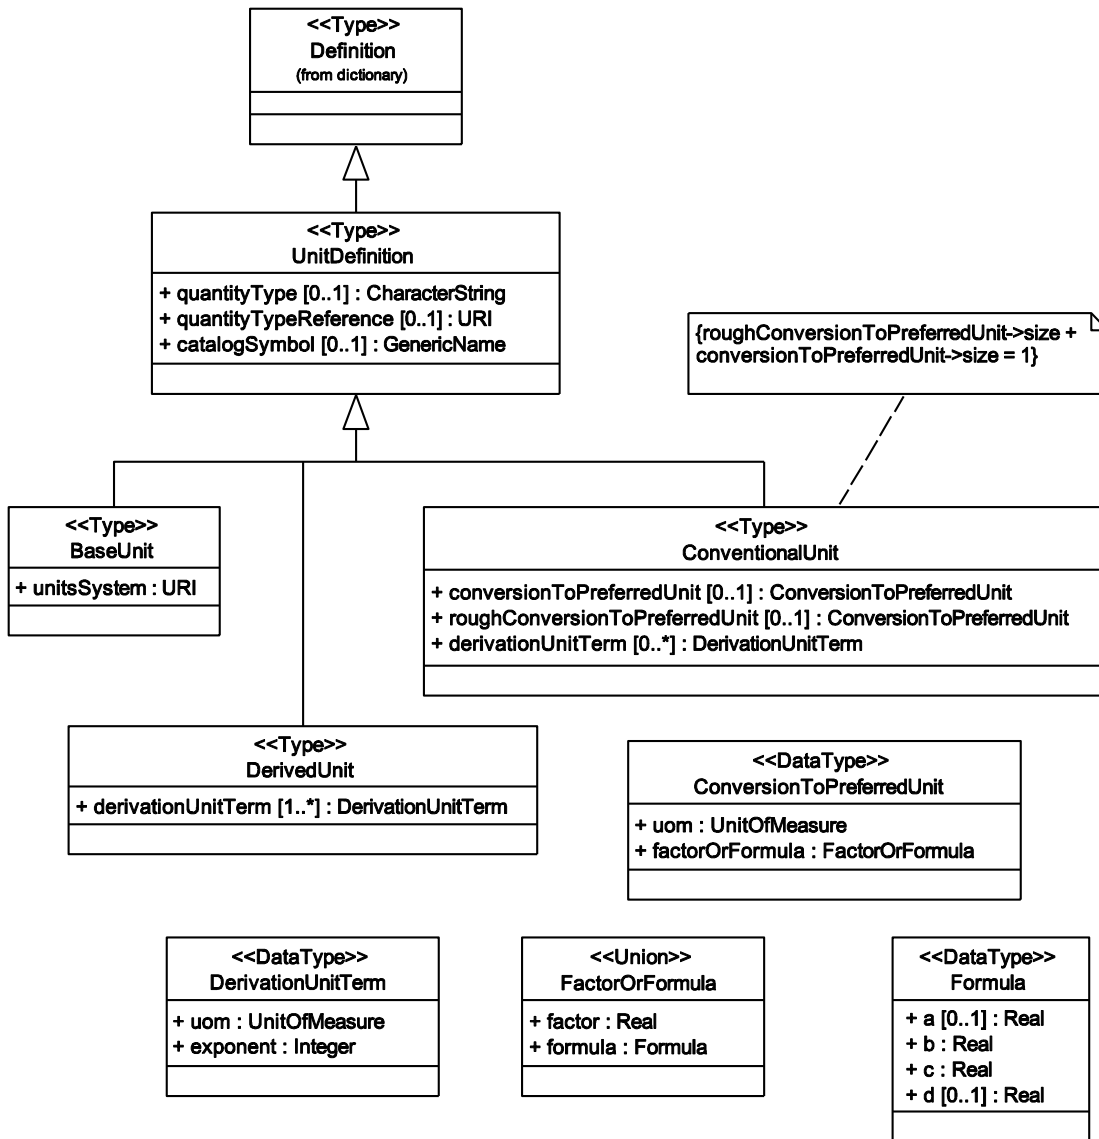 <<Type>>
Definition
(from dictionary)
<<Type>>
UnitDefinition
+ quantityType [0..1] : CharacterString
+ quantityTypeReference [0..1] : URI
+ catalogSymbol [0..1] : GenericName
{roughConversionToPreferredUnit->size +
conversionToPreferredUnit->size = 1}
<<Type>>
BaseUnit
+ unitsSystem : URI
<<Type>>
ConventionalUnit
+ conversionToPreferredUnit [0..1] : ConversionToPreferredUnit
+ roughConversionToPreferredUnit [0..1] : ConversionToPreferredUnit
+ derivationUnitTerm [0..*] : DerivationUnitTerm
<<Type>>
DerivedUnit
+ derivationUnitTerm [1..*] : DerivationUnitTerm
<<DataType>>
ConversionToPreferredUnit
+ uom : UnitOfMeasure
+ factorOrFormula : FactorOrFormula
<<DataType>>
DerivationUnitTerm
+ uom : UnitOfMeasure
+ exponent : Integer
<<Union>>
FactorOrFormula
+ factor : Real
+ formula : Formula
<<DataType>>
Formula
+ a [0..1] : Real
+ b : Real
+ c : Real
+ d [0..1] : Real